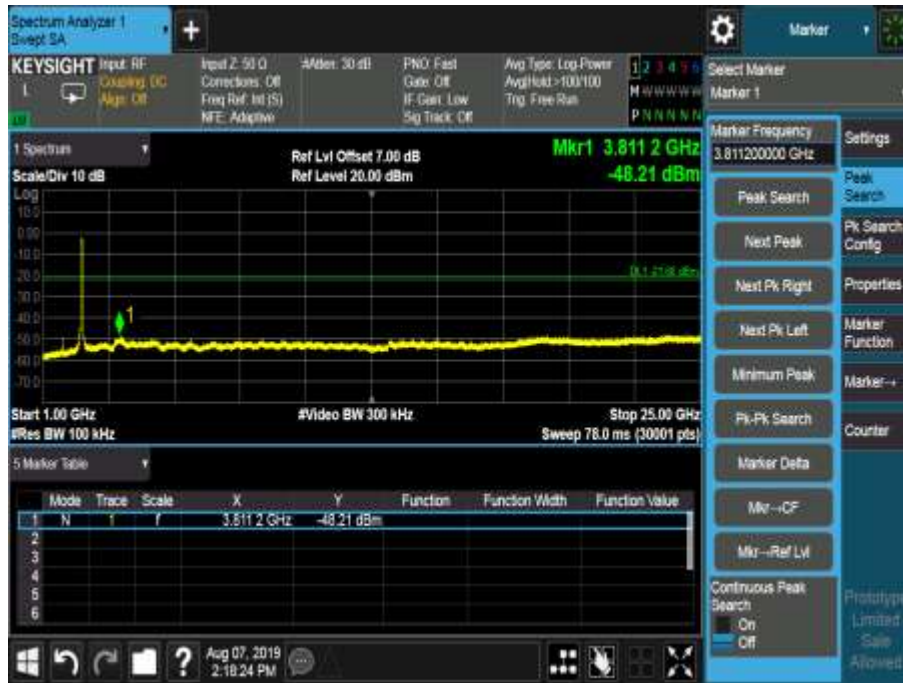 Spectrum Analyzer 1
Swept SA
+
Marker
KEYSIGHT
L
Input: RF
Coupling: DC
Align: Off
Input Z: 50 Ω
Corrections: Off
Freq Ref: Int (S)
NFE: Adaptive
#Atten: 30 dB
PNO: Fast
Gate: Off
IF Gain: Low
Sig Track: Off
Avg Type: Log-Power
Avg|Hold:>100/100
Trig: Free Run
1 2 3 4 5 6
M W W W W W
P N N N N N
Select Marker
Marker 1
Marker Frequency
3.811200000 GHz
Settings
Peak Search
Peak
Search
Next Peak
Pk Search
Config
Next Pk Right
Properties
Next Pk Left
Marker
Function
Minimum Peak
Marker→
Pk-Pk Search
Counter
Marker Delta
Mkr→CF
Mkr→Ref Lvl
Continuous Peak
Search
On
Off
Prototype
Limited
Sale
Allowed
1 Spectrum
Scale/Div 10 dB
Ref Lvl Offset 7.00 dB
Ref Level 20.00 dBm
Mkr1 3.811 2 GHz
-48.21 dBm
Log
10.0
0.00
-10.0
-20.0
-30.0
-40.0
-50.0
-60.0
-70.0
1
Start 1.00 GHz
#Video BW 300 kHz
Stop 25.00 GHz
#Res BW 100 kHz
Sweep 78.0 ms (30001 pts)
5 Marker Table
Mode Trace Scale X Y Function Function Width Function Value
1 N 1 f 3.811 2 GHz -48.21 dBm
2
3
4
5
6
?
Aug 07, 2019
2:18:24 PM